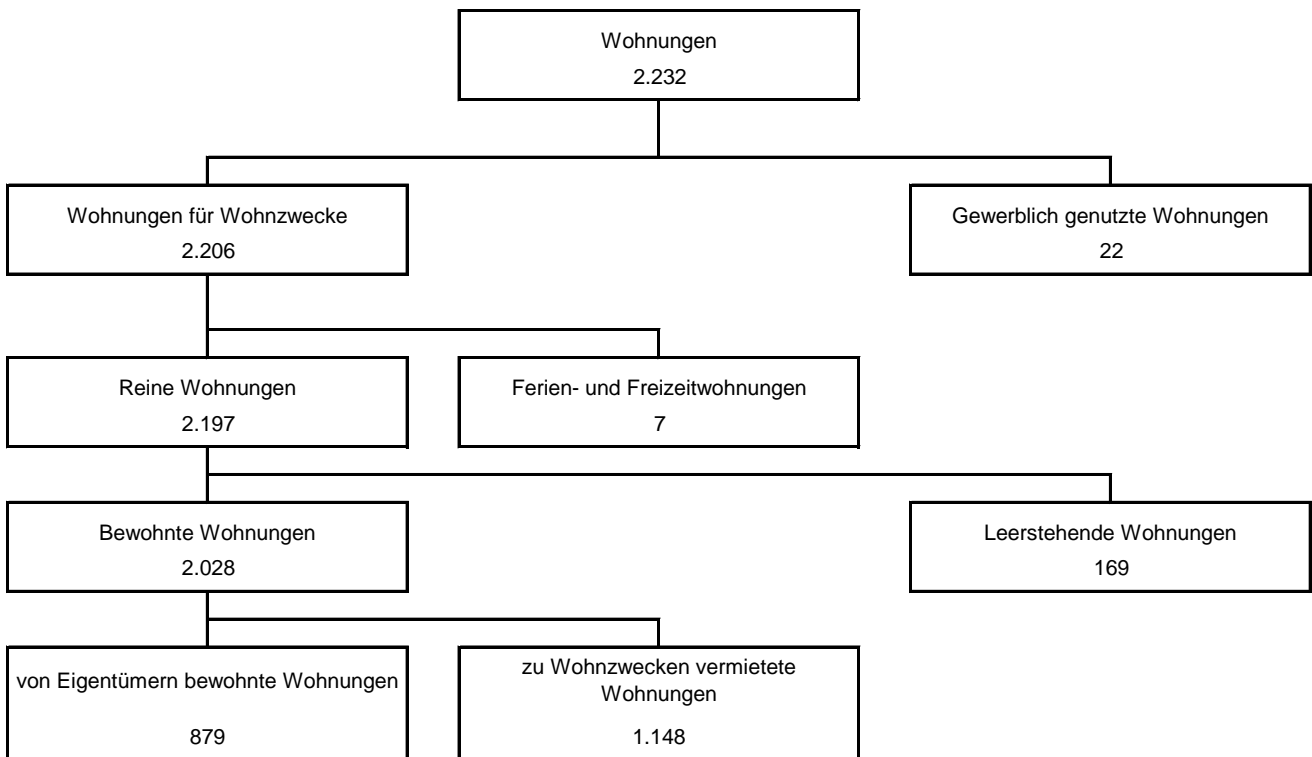 Wohnungen
2.232
Wohnungen für Wohnzwecke
2.206
Gewerblich genutzte Wohnungen
22
Reine Wohnungen
2.197
Ferien- und Freizeitwohnungen
7
Bewohnte Wohnungen
2.028
Leerstehende Wohnungen
169
von Eigentümern bewohnte Wohnungen
879
zu Wohnzwecken vermietete
Wohnungen
1.148